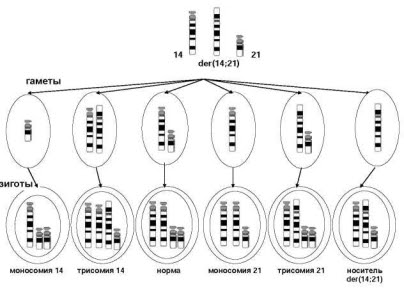 14 21
der(14;21)
гаметы
зиготы
моносомия 14 трисомия 14 норма моносомия 21 трисомия 21 носитель
der(14;21)